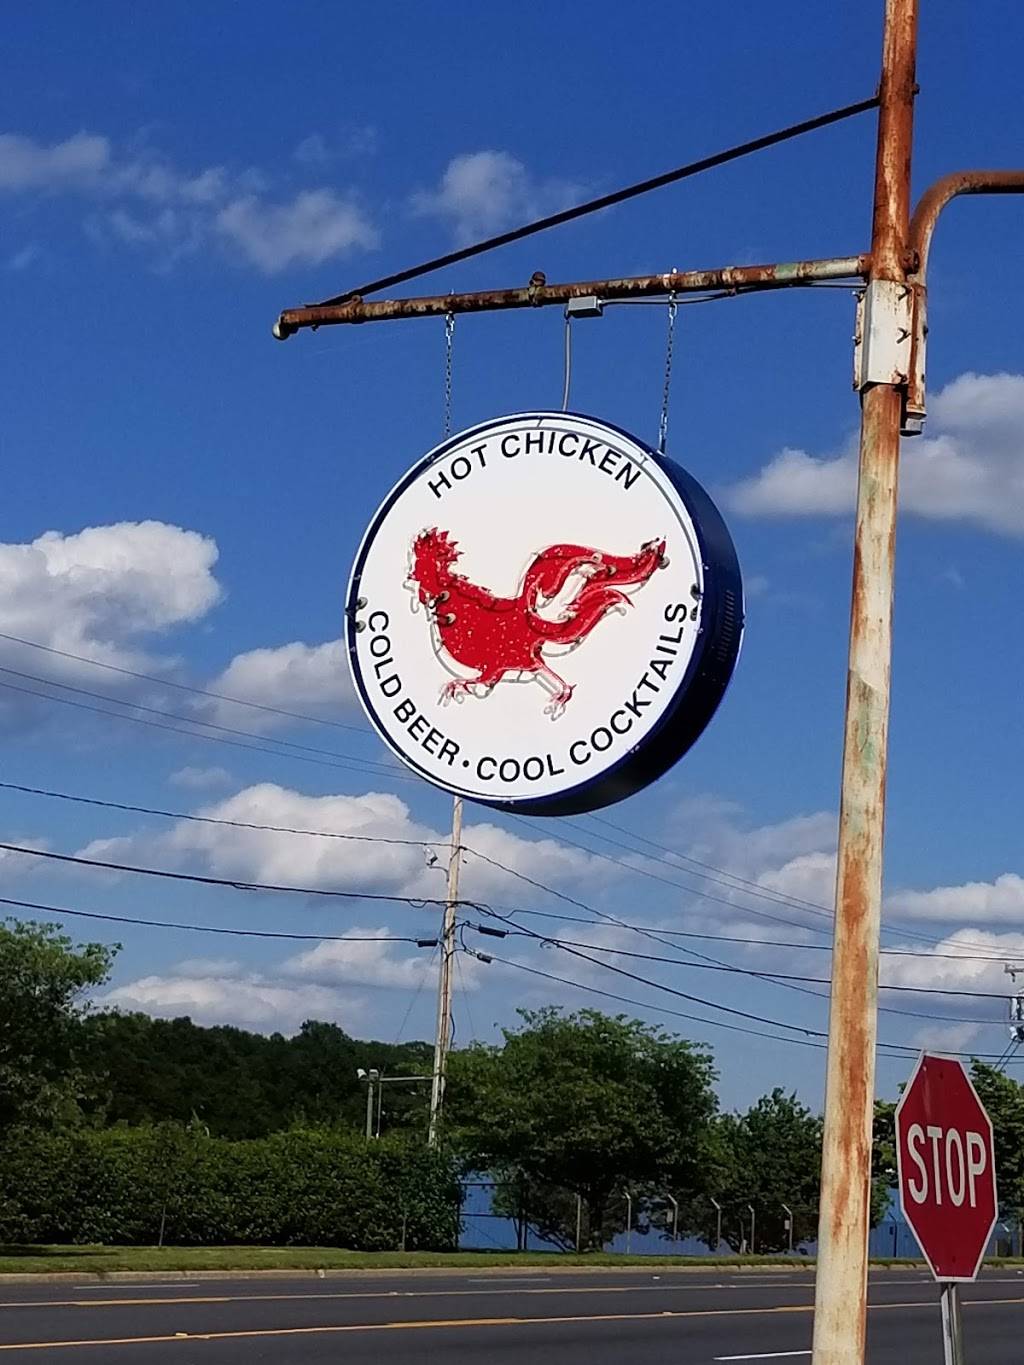 HOT CHICKEN
COLD BEER • COOL COCKTAILS
STOP